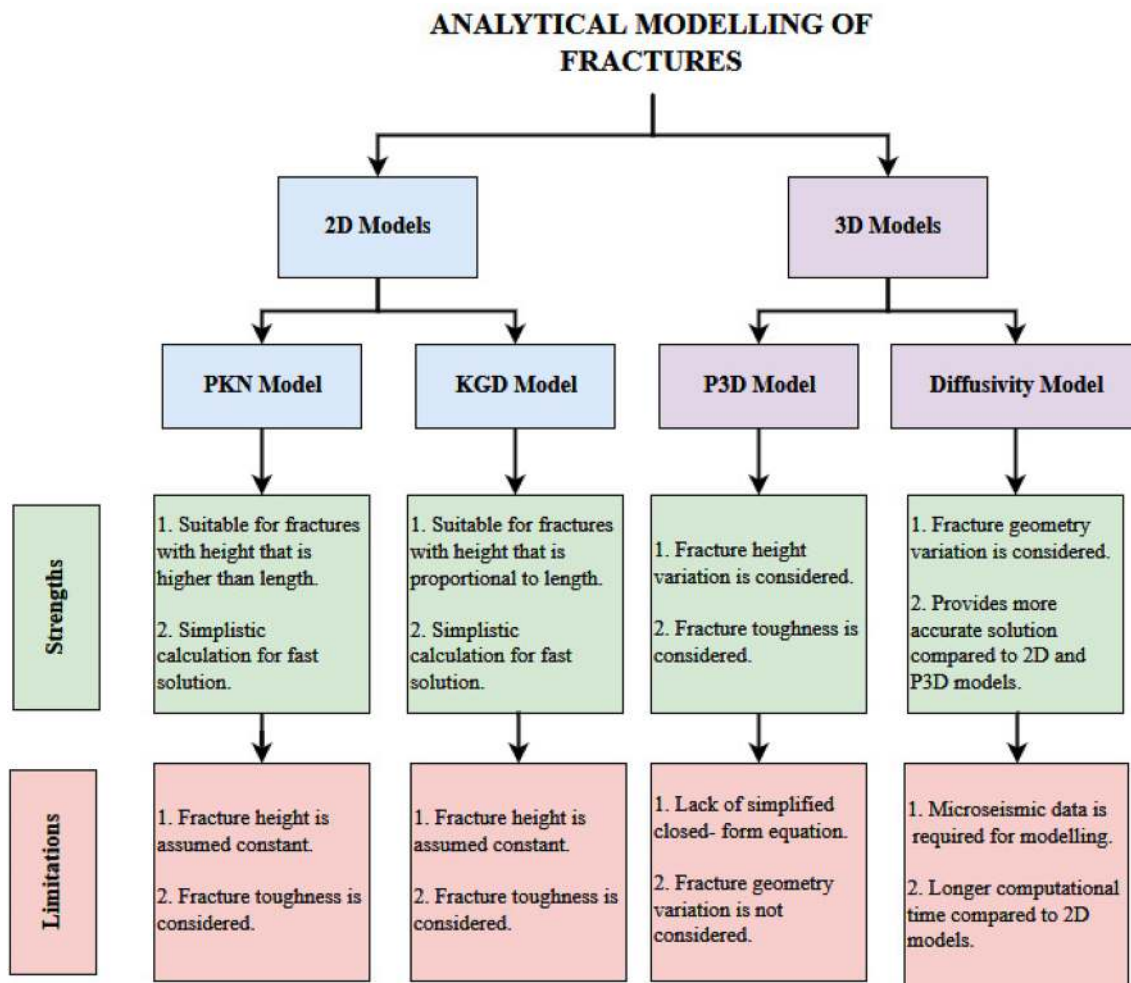 ANALYTICAL MODELLING OF
FRACTURES
2D Models
3D Models
PKN Model
KGD Model
P3D Model
Diffusivity Model
Strengths
1. Suitable for fractures
with height that is
higher than length.
2. Simplistic
calculation for fast
solution.
1. Suitable for fractures
with height that is
proportional to length.
2. Simplistic
calculation for fast
solution.
1. Fracture height
variation is considered.
2. Fracture toughness is
considered.
1. Fracture geometry
variation is considered.
2. Provides more
accurate solution
compared to 2D and
P3D models.
Limitations
1. Fracture height is
assumed constant.
2. Fracture toughness is
considered.
1. Fracture height is
assumed constant.
2. Fracture toughness is
considered.
1. Lack of simplified
closed- form equation.
2. Fracture geometry
variation is not
considered.
1. Microseismic data is
required for modelling.
2. Longer computational
time compared to 2D
models.